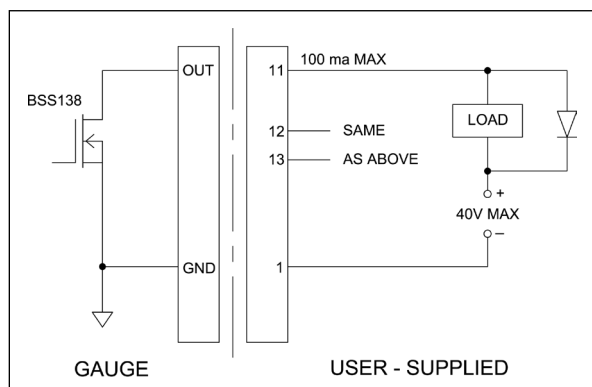 BSS138
OUT
GND
11
100 ma MAX
12
SAME
13
AS ABOVE
LOAD
+
40V MAX
–
1
GAUGE
USER - SUPPLIED